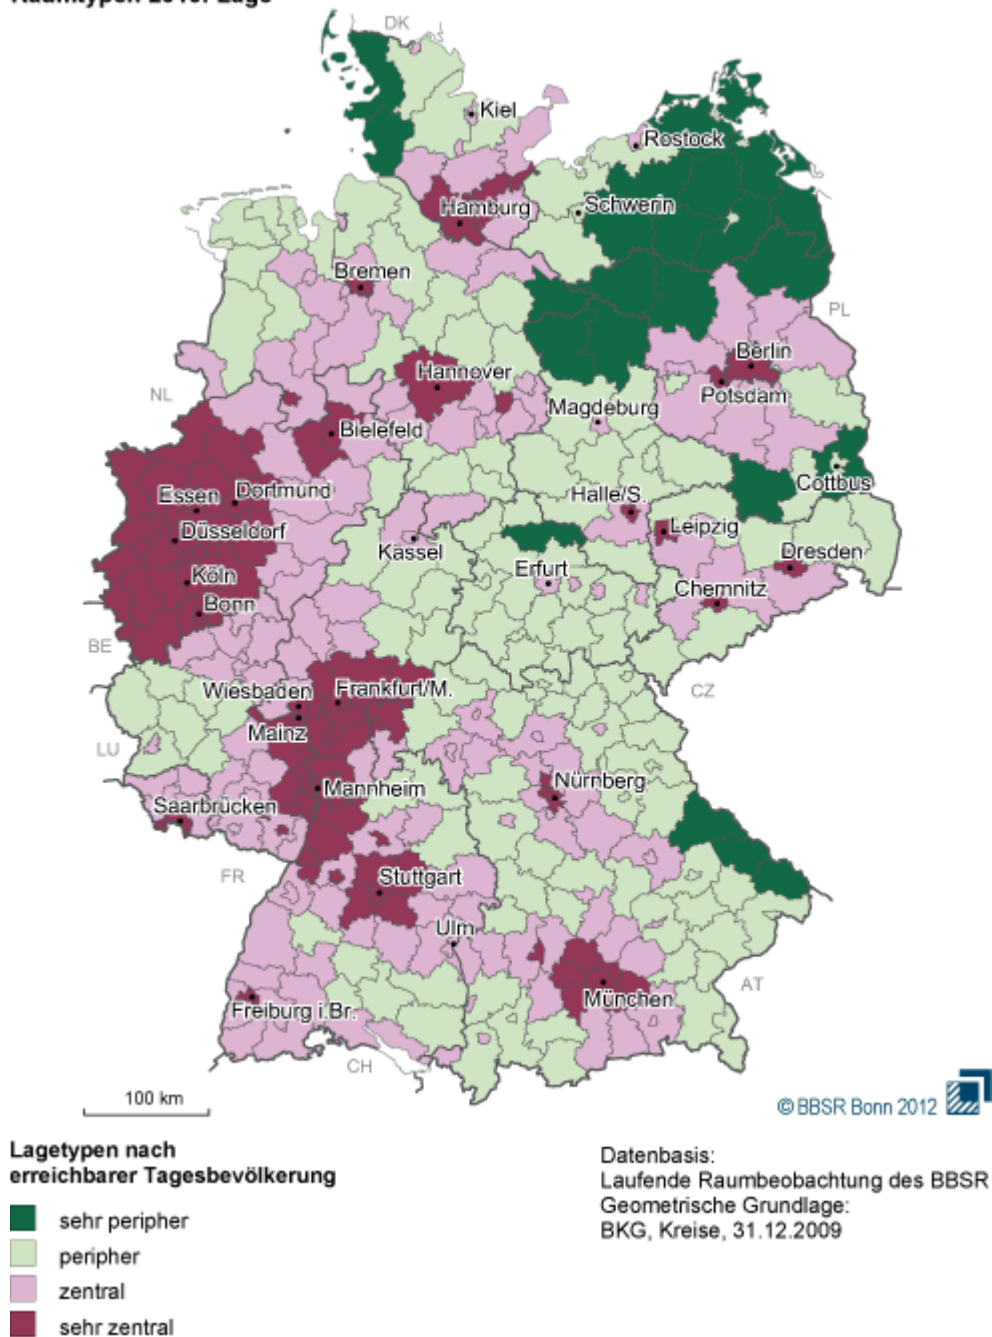 Raumtypen 2010: Lage
DK
Kiel
Rostock
Hamburg
Schwerin
Bremen
PL
Berlin
Hannover
NL
Potsdam
Magdeburg
Bielefeld
Cottbus
Halle/S.
Essen
Dortmund
Leipzig
Düsseldorf
Kassel
Dresden
Erfurt
Köln
Chemnitz
Bonn
BE
CZ
Wiesbaden
Frankfurt/M.
Mainz
LU
Nürnberg
Mannheim
Saarbrücken
FR
Stuttgart
Ulm
AT
München
Freiburg i.Br.
CH
100 km
© BBSR Bonn 2012
Lagetypen nach
erreichbarer Tagesbevölkerung
sehr peripher
peripher
zentral
sehr zentral
Datenbasis:
Laufende Raumbeobachtung des BBSR
Geometrische Grundlage:
BKG, Kreise, 31.12.2009